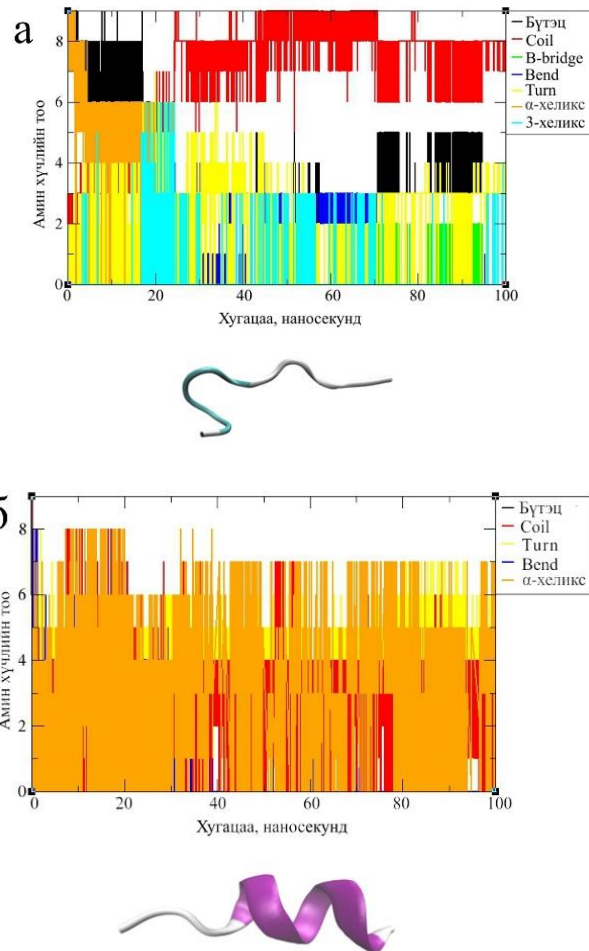 а
Бүтэц
Coil
B-bridge
Bend
Turn
α-хеликс
3-хеликс
Амин хүчлийн тоо
8
6
4
2
0
0 20 40 60 80 100
Хугацаа, наносекунд
б
Бүтэц
Coil
Turn
Bend
α-хеликс
Амин хүчлийн тоо
8
6
4
2
0
0 20 40 60 80 100
Хугацаа, наносекунд